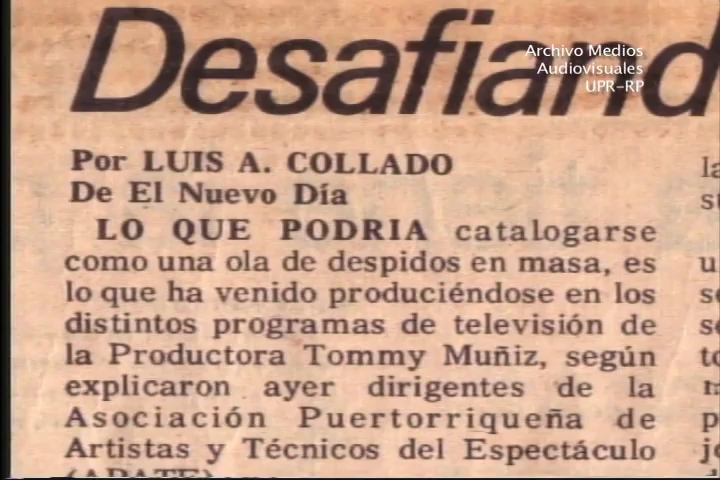 Desafiand
Archivo Medios
Audiovisuales
UPR-RP
Por LUIS A. COLLADO
De El Nuevo Día
LO QUE PODRIA catalogarse
como una ola de despidos en masa, es
lo que ha venido produciéndose en los
distintos programas de televisión de
la Productora Tommy Muñiz, según
explicaron ayer dirigentes de la
Asociación Puertorriqueña de
Artistas y Técnicos del Espectáculo
(APATE)